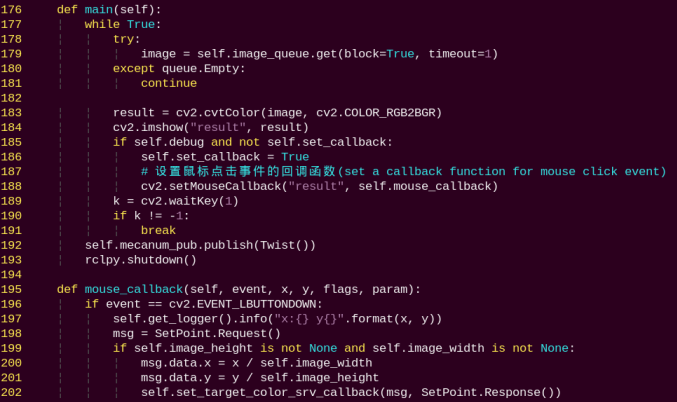 176     def main(self):
177         while True:
178             try:
179                 image = self.image_queue.get(block=True, timeout=1)
180             except queue.Empty:
181                 continue
182
183             result = cv2.cvtColor(image, cv2.COLOR_RGB2BGR)
184             cv2.imshow("result", result)
185             if self.debug and not self.set_callback:
186                 self.set_callback = True
187                 # 设置鼠标点击事件的回调函数(set a callback function for mouse click event)
188                 cv2.setMouseCallback("result", self.mouse_callback)
189             k = cv2.waitKey(1)
190             if k != -1:
191                 break
192         self.mecanum_pub.publish(Twist())
193         rclpy.shutdown()
194
195     def mouse_callback(self, event, x, y, flags, param):
196         if event == cv2.EVENT_LBUTTONDOWN:
197             self.get_logger().info("x:{} y{}".format(x, y))
198             msg = SetPoint.Request()
199             if self.image_height is not None and self.image_width is not None:
200                 msg.data.x = x / self.image_width
201                 msg.data.y = y / self.image_height
202                 self.set_target_color_srv_callback(msg, SetPoint.Response())